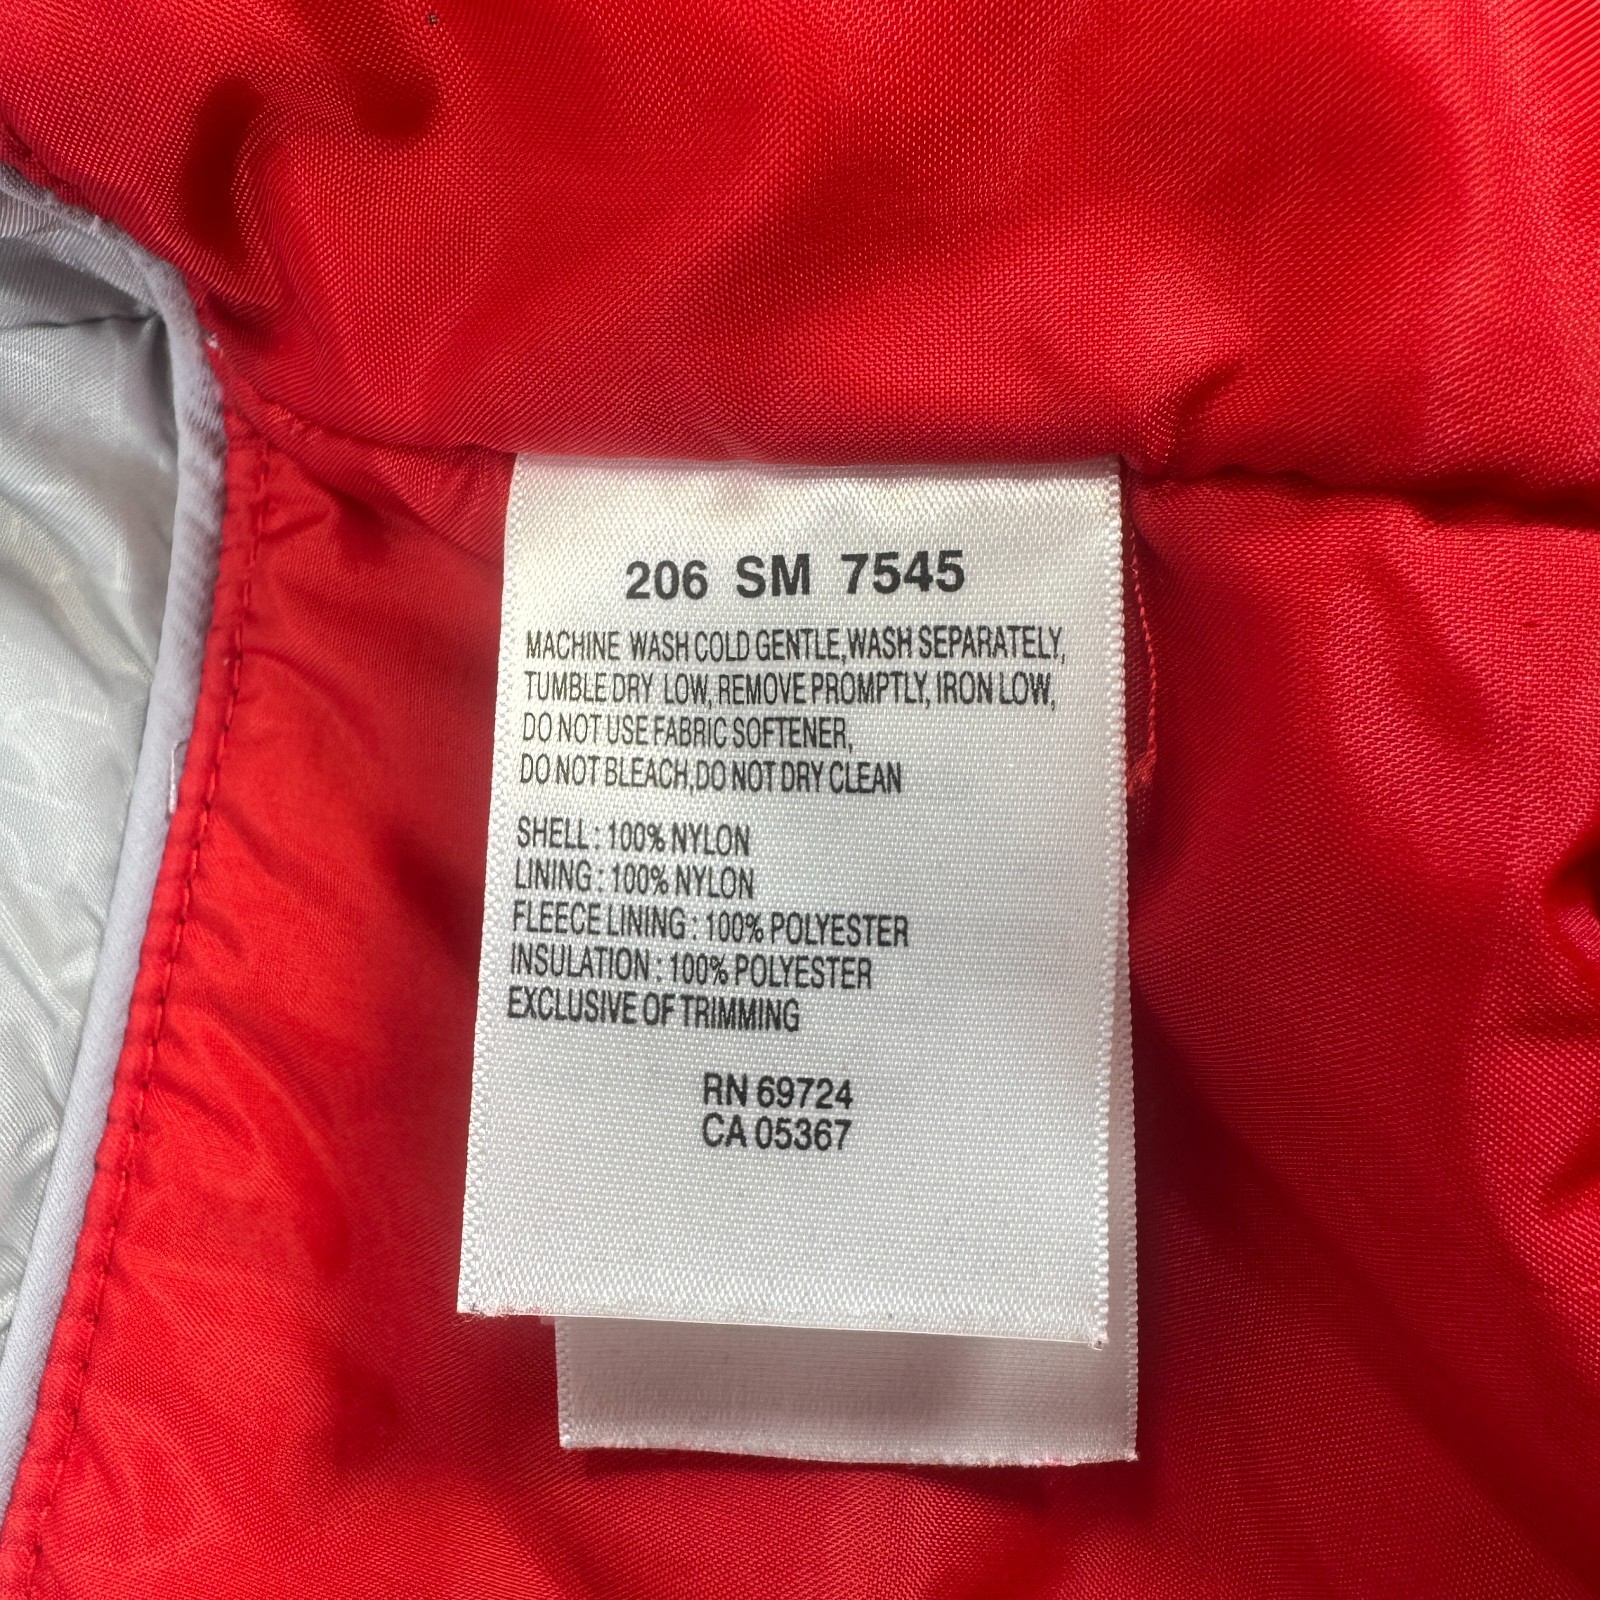 206 SM 7545
MACHINE WASH COLD GENTLE, WASH SEPARATELY,
TUMBLE DRY LOW, REMOVE PROMPTLY, IRON LOW,
DO NOT USE FABRIC SOFTENER,
DO NOT BLEACH, DO NOT DRY CLEAN
SHELL : 100% NYLON
LINING : 100% NYLON
FLEECE LINING : 100% POLYESTER
INSULATION : 100% POLYESTER
EXCLUSIVE OF TRIMMING
RN 69724
CA 05367